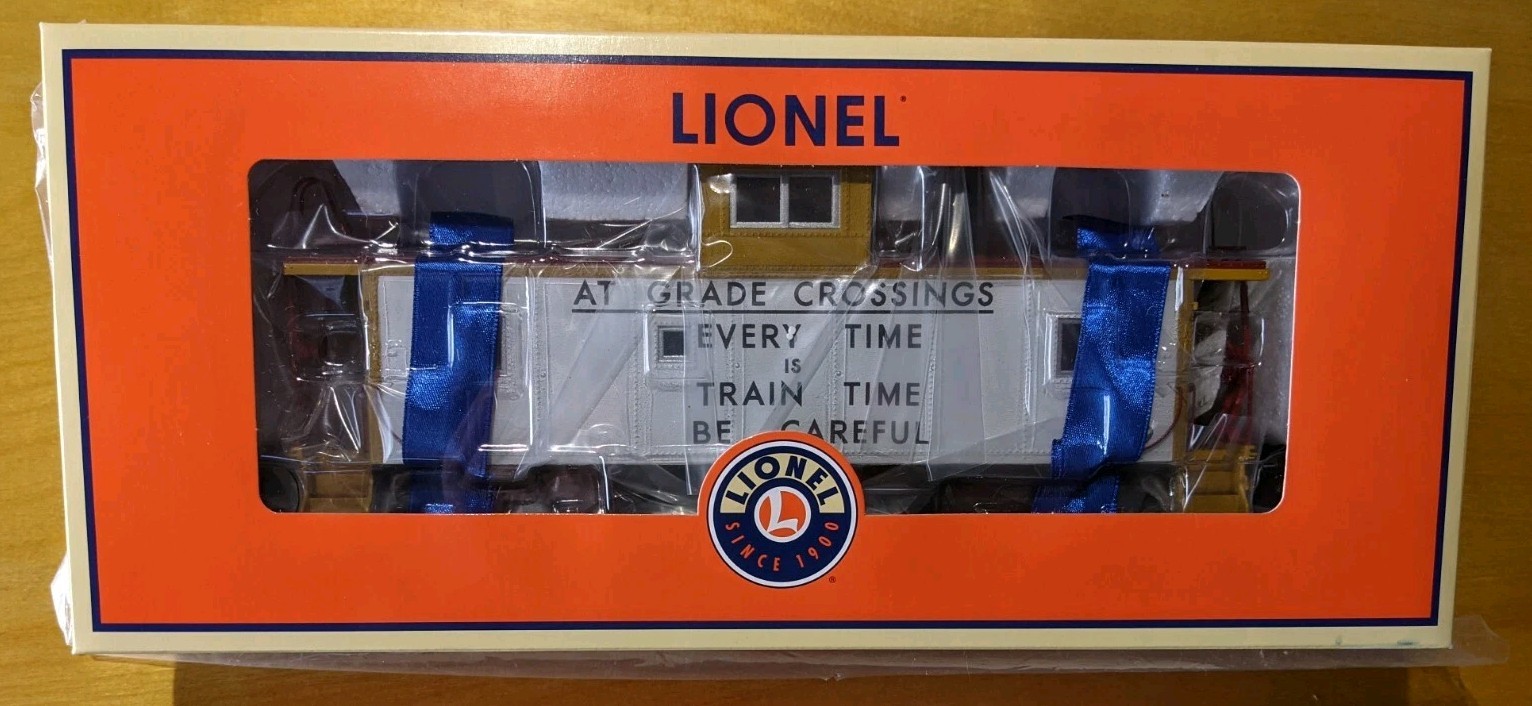 LIONEL
AT GRADE CROSSINGS
EVERY TIME
IS
TRAIN TIME
BE CAREFUL
LIONEL
L
SINCE 1900
®